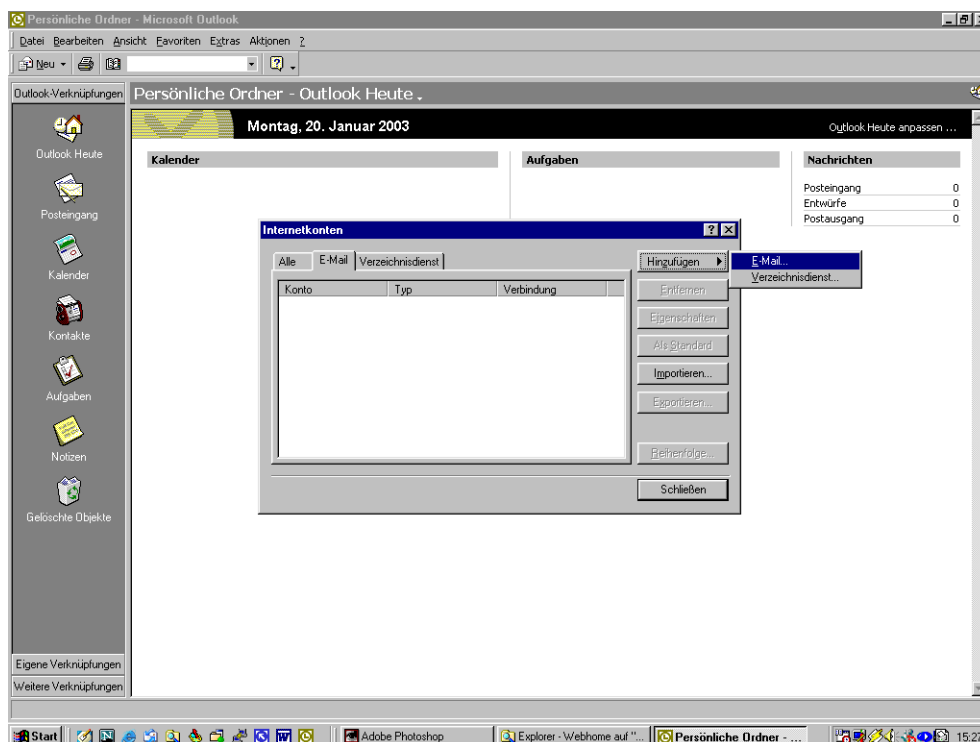 Persönliche Ordner - Microsoft Outlook
Datei Bearbeiten Ansicht Favoriten Extras Aktionen ?
Neu
Outlook-Verknüpfungen
Persönliche Ordner - Outlook Heute
Montag, 20. Januar 2003
Outlook Heute anpassen ...
Outlook Heute
Posteingang
Kalender
Kontakte
Aufgaben
Notizen
Gelöschte Objekte
Eigene Verknüpfungen
Weitere Verknüpfungen
Kalender
Aufgaben
Nachrichten
Posteingang 0
Entwürfe 0
Postausgang 0
Internetkonten
Alle E-Mail Verzeichnisdienst
Konto Typ Verbindung
Hinzufügen
Entfernen
Eigenschaften
Als Standard
Importieren...
Exportieren...
Reihenfolge...
Schließen
E-Mail...
Verzeichnisdienst...
Start Adobe Photoshop Explorer - Webhome auf "... Persönliche Ordner - ...